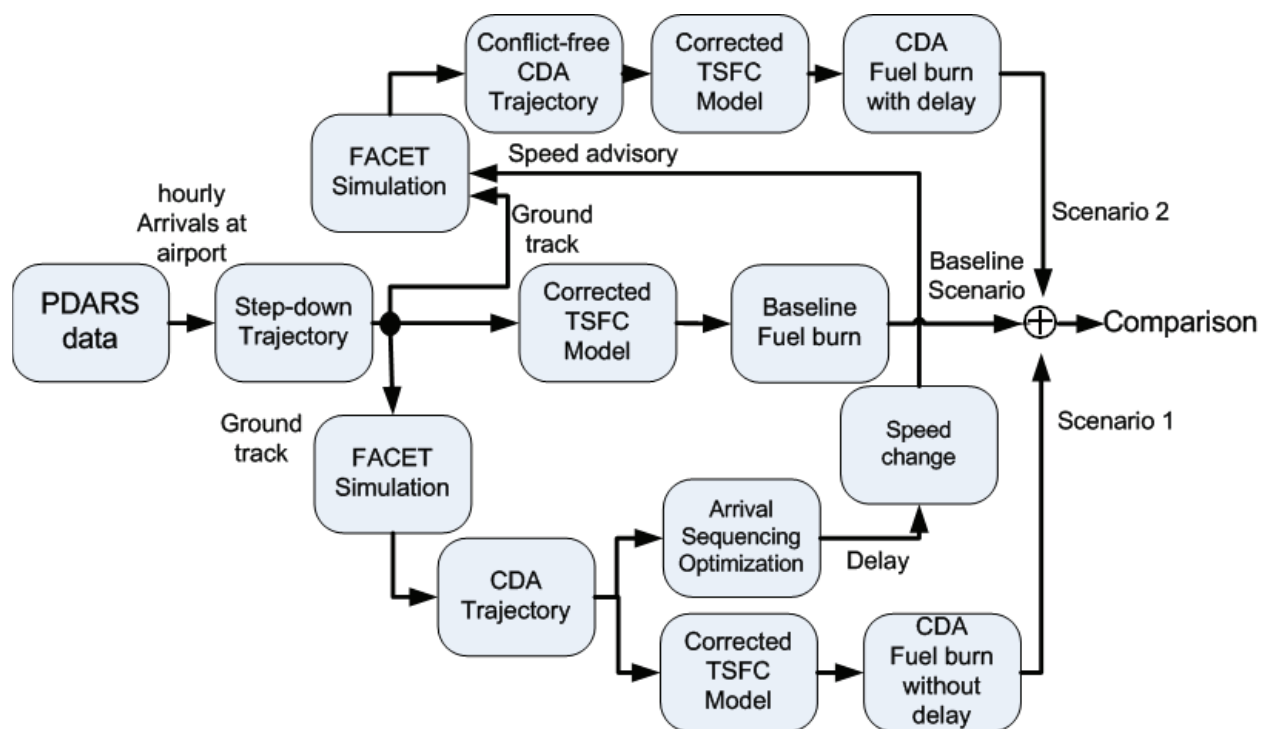 Conflict-free
CDA
Trajectory
Corrected
TSFC
Model
CDA
Fuel burn
with delay
FACET
Simulation
Speed advisory
hourly
Arrivals at
airport
Ground
track
Scenario 2
PDARS
data
Step-down
Trajectory
Corrected
TSFC
Model
Baseline
Fuel burn
Baseline
Scenario
Comparison
Ground
track
FACET
Simulation
Speed
change
Scenario 1
Arrival
Sequencing
Optimization
Delay
CDA
Trajectory
Corrected
TSFC
Model
CDA
Fuel burn
without
delay